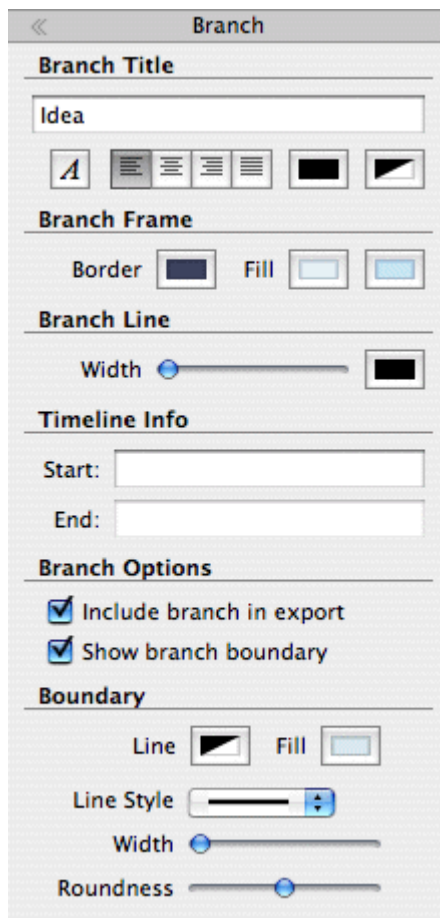 Branch
Branch Title
Idea
A
Branch Frame
Border Fill
Branch Line
Width
Timeline Info
Start:
End:
Branch Options
Include branch in export
Show branch boundary
Boundary
Line Fill
Line Style
Width
Roundness